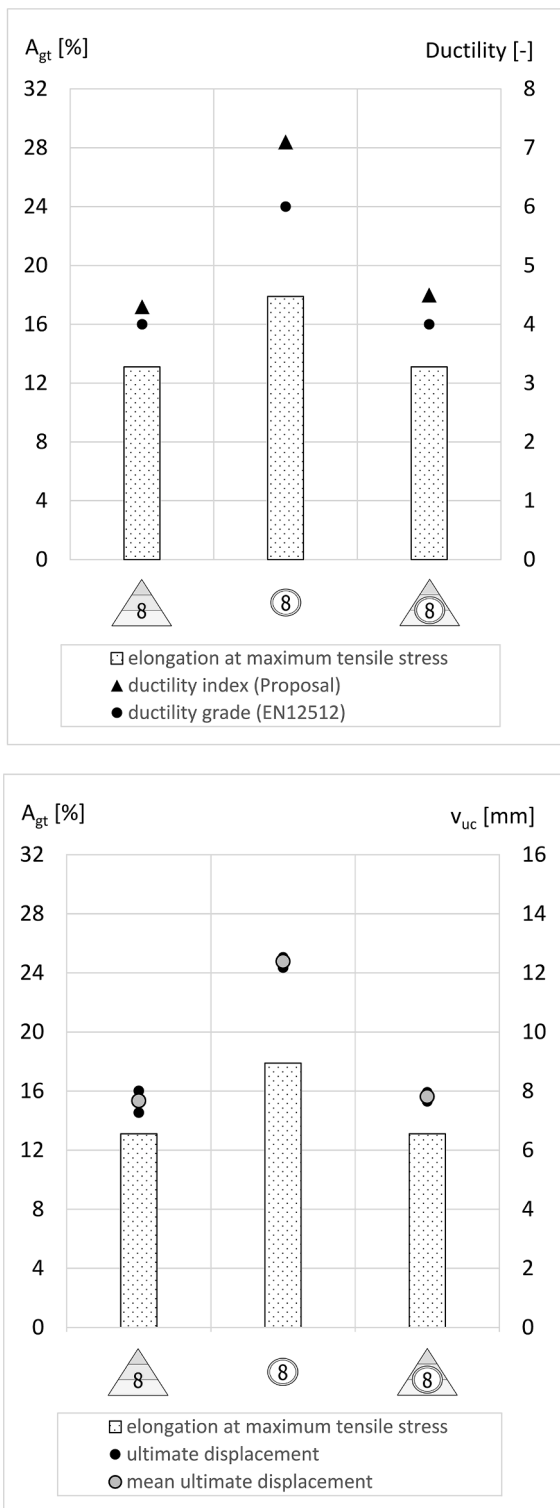 A_gt [%] Ductility [-]
32 8
28 7
24 6
20 5
16 4
12 3
8 2
4 1
0 0
8 8 8
elongation at maximum tensile stress
ductility index (Proposal)
ductility grade (EN12512)
A_gt [%] v_uc [mm]
32 16
28 14
24 12
20 10
16 8
12 6
8 4
4 2
0 0
8 8 8
elongation at maximum tensile stress
ultimate displacement
mean ultimate displacement